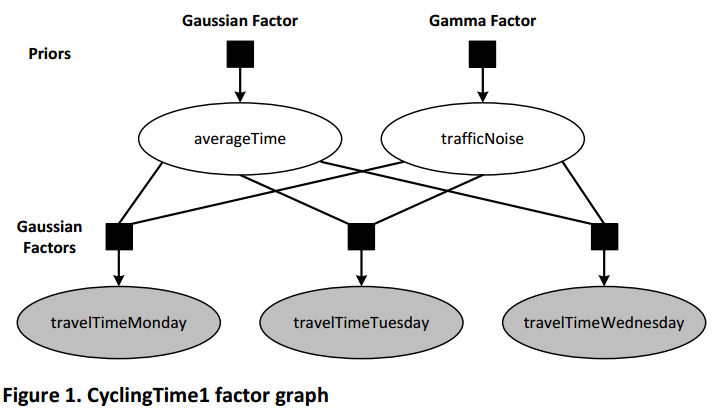 Gaussian Factor
Gamma Factor
Priors
averageTime
trafficNoise
Gaussian
Factors
travelTimeMonday
travelTimeTuesday
travelTimeWednesday
Figure 1. CyclingTime1 factor graph